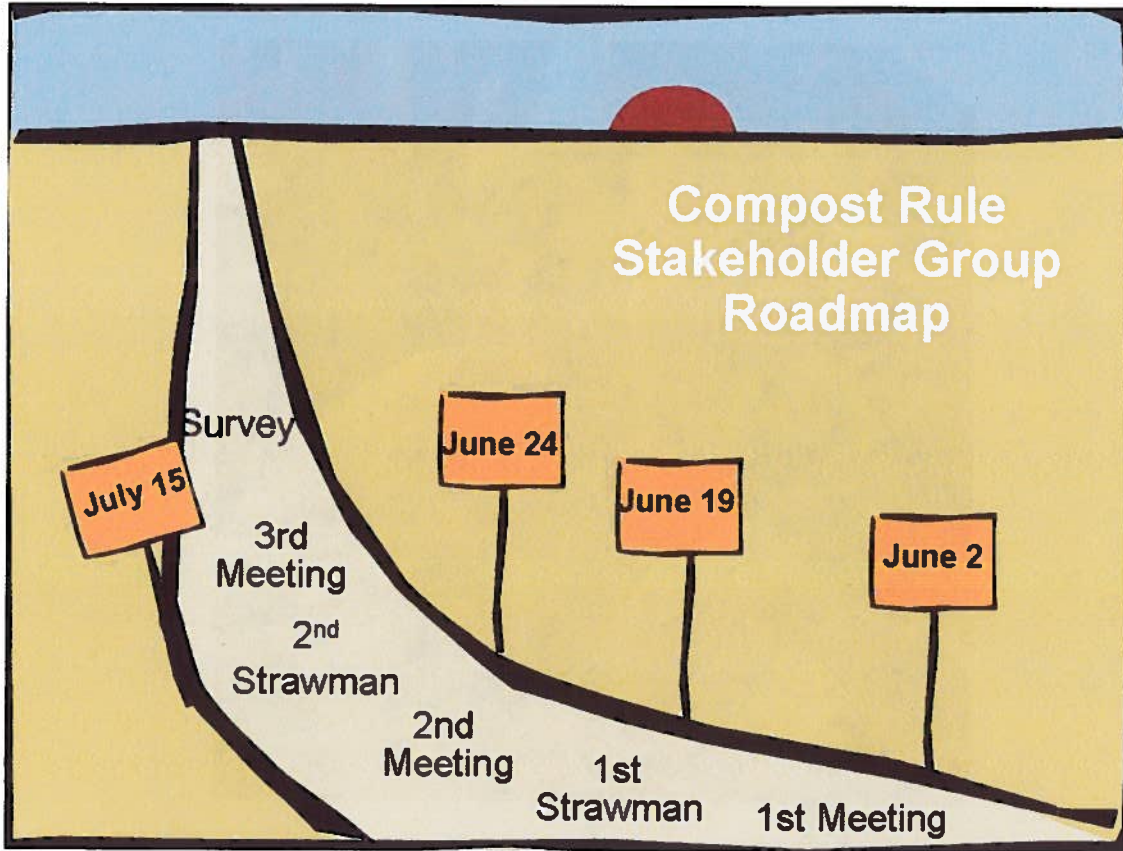 Compost Rule
Stakeholder Group
Roadmap
Survey
June 24
July 15
June 19
3rd
Meeting
June 2
2nd
Strawman
2nd
Meeting
1st
Strawman
1st Meeting